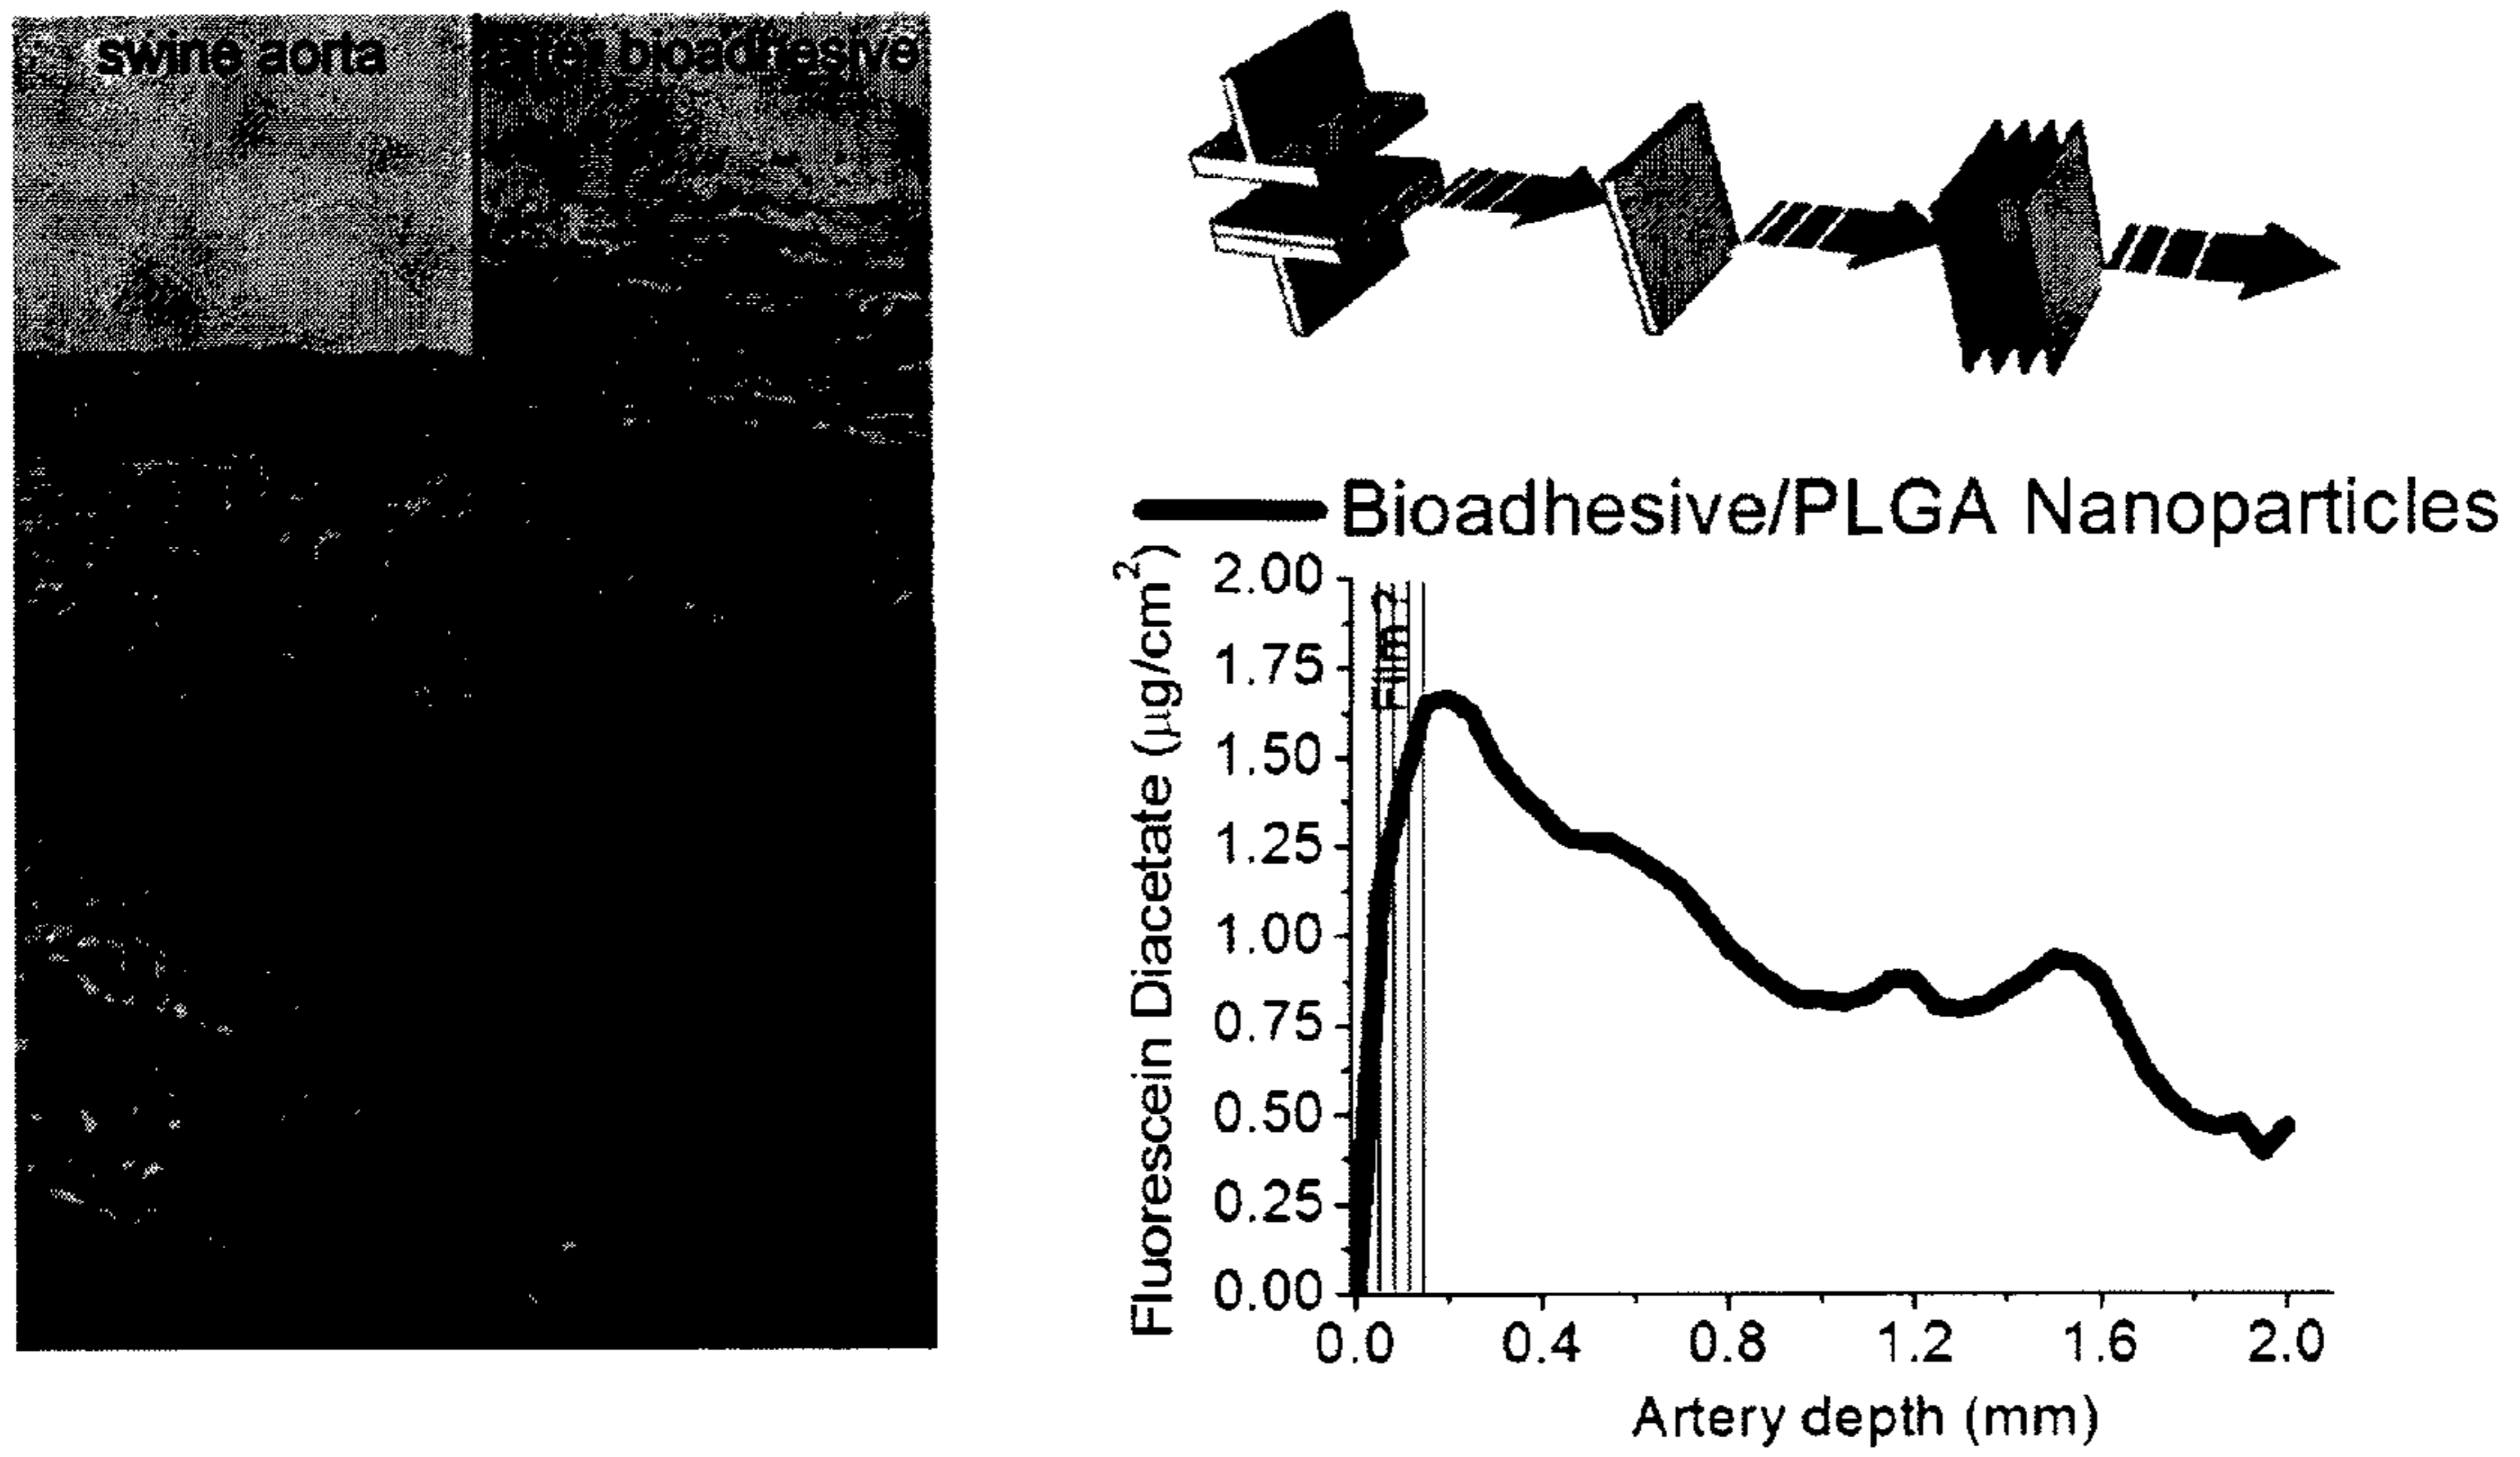 swine aorta
bioadhesive
Bioadhesive/PLGA Nanoparticles
Fluorescein Diacetate (μg/cm²)
2.00
1.75
1.50
1.25
1.00
0.75
0.50
0.25
0.00
0.0 0.4 0.8 1.2 1.6 2.0
Artery depth (mm)